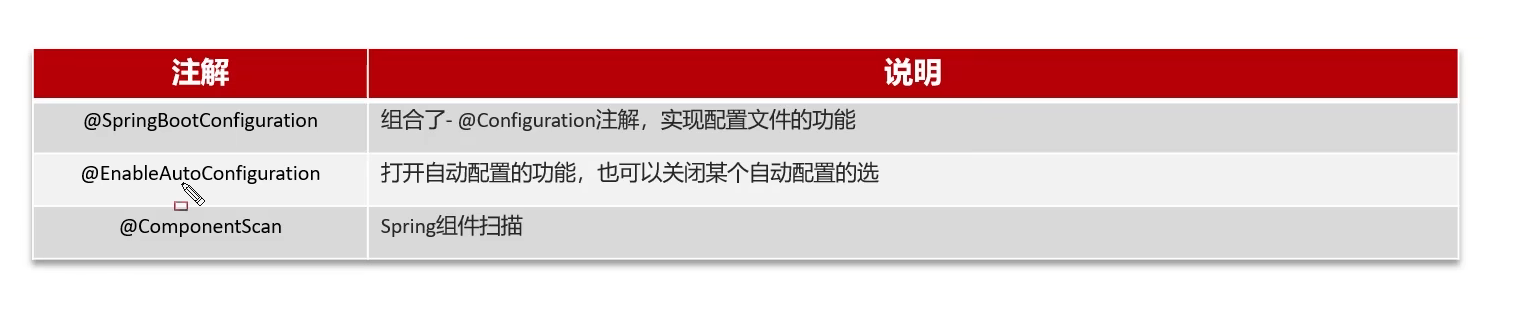 注解 说明
@SpringBootConfiguration 组合了- @Configuration注解，实现配置文件的功能
@EnableAutoConfiguration 打开自动配置的功能，也可以关闭某个自动配置的选
@ComponentScan Spring组件扫描